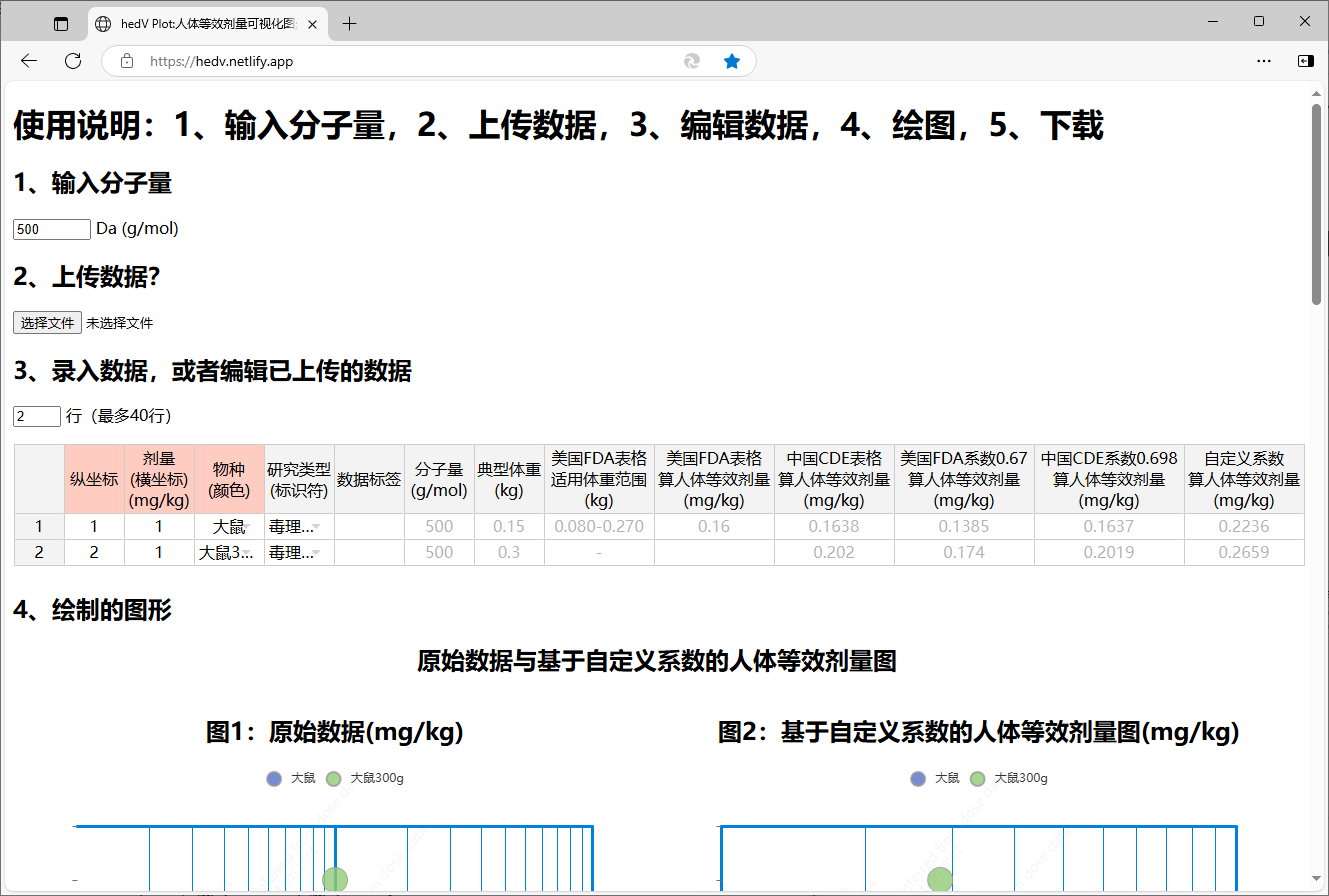 hedV Plot:人体等效剂量可视化图
https://hedv.netlify.app
使用说明：1、输入分子量，2、上传数据，3、编辑数据，4、绘图，5、下载
1、输入分子量
500 Da (g/mol)
2、上传数据？
选择文件 未选择文件
3、录入数据，或者编辑已上传的数据
2 行（最多40行）
纵坐标 剂量(横坐标)(mg/kg) 物种(颜色) 研究类型(标识符) 数据标签 分子量(g/mol) 典型体重(kg) 美国FDA表格适用体重范围(kg) 美国FDA表格算人体等效剂量(mg/kg) 中国CDE表格算人体等效剂量(mg/kg) 美国FDA系数0.67算人体等效剂量(mg/kg) 中国CDE系数0.698算人体等效剂量(mg/kg) 自定义系数算人体等效剂量(mg/kg)
1 1 1 大鼠 毒理... 500 0.15 0.080-0.270 0.16 0.1638 0.1385 0.1637 0.2236
2 2 1 大鼠3... 毒理... 500 0.3 - 0.202 0.174 0.2019 0.2659
4、绘制的图形
原始数据与基于自定义系数的人体等效剂量图
图1：原始数据(mg/kg) 图2：基于自定义系数的人体等效剂量图(mg/kg)
大鼠 大鼠300g 大鼠 大鼠300g